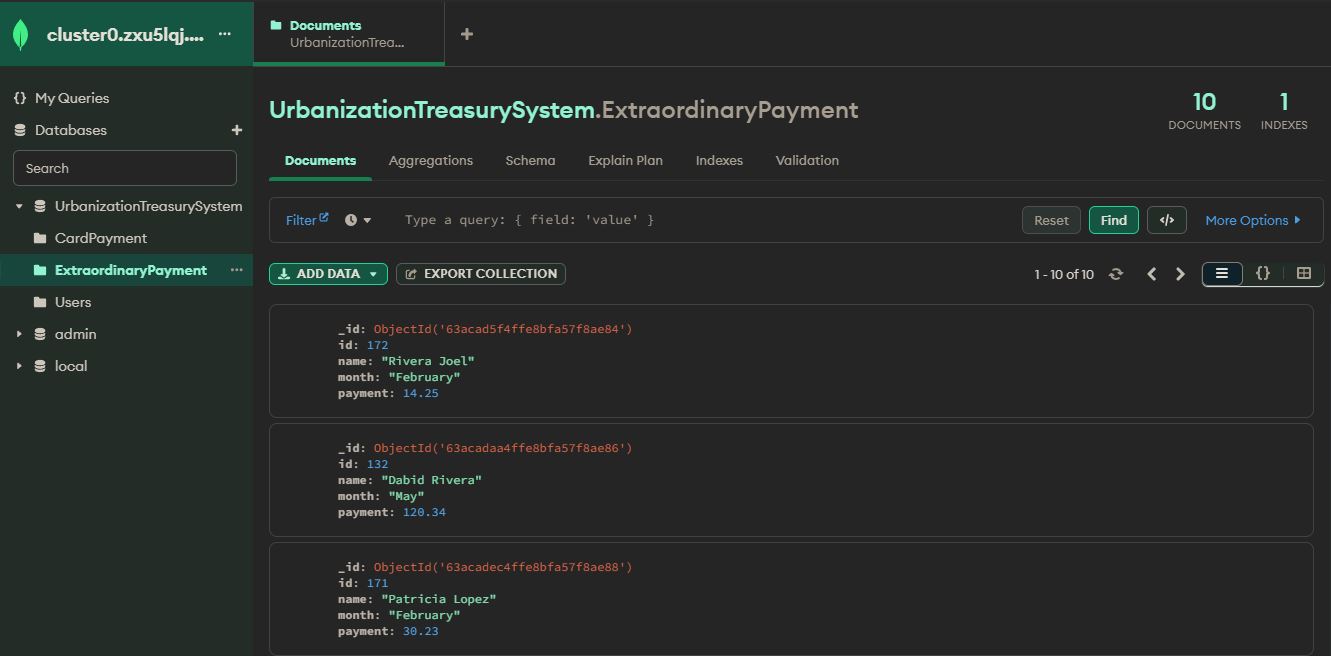 cluster0.zxu5lqj....
Documents
UrbanizationTrea...
My Queries
Databases
Search
UrbanizationTreasurySystem
CardPayment
ExtraordinaryPayment
Users
admin
local
UrbanizationTreasurySystem.ExtraordinaryPayment
10
DOCUMENTS
1
INDEXES
Documents Aggregations Schema Explain Plan Indexes Validation
Filter Type a query: { field: 'value' } Reset Find </> More Options
ADD DATA EXPORT COLLECTION 1 - 10 of 10 {}
_id: ObjectId('63acad5f4ffe8bfa57f8ae84')
id: 172
name: "Rivera Joel"
month: "February"
payment: 14.25
_id: ObjectId('63acadaa4ffe8bfa57f8ae86')
id: 132
name: "Dabid Rivera"
month: "May"
payment: 120.34
_id: ObjectId('63acadec4ffe8bfa57f8ae88')
id: 171
name: "Patricia Lopez"
month: "February"
payment: 30.23